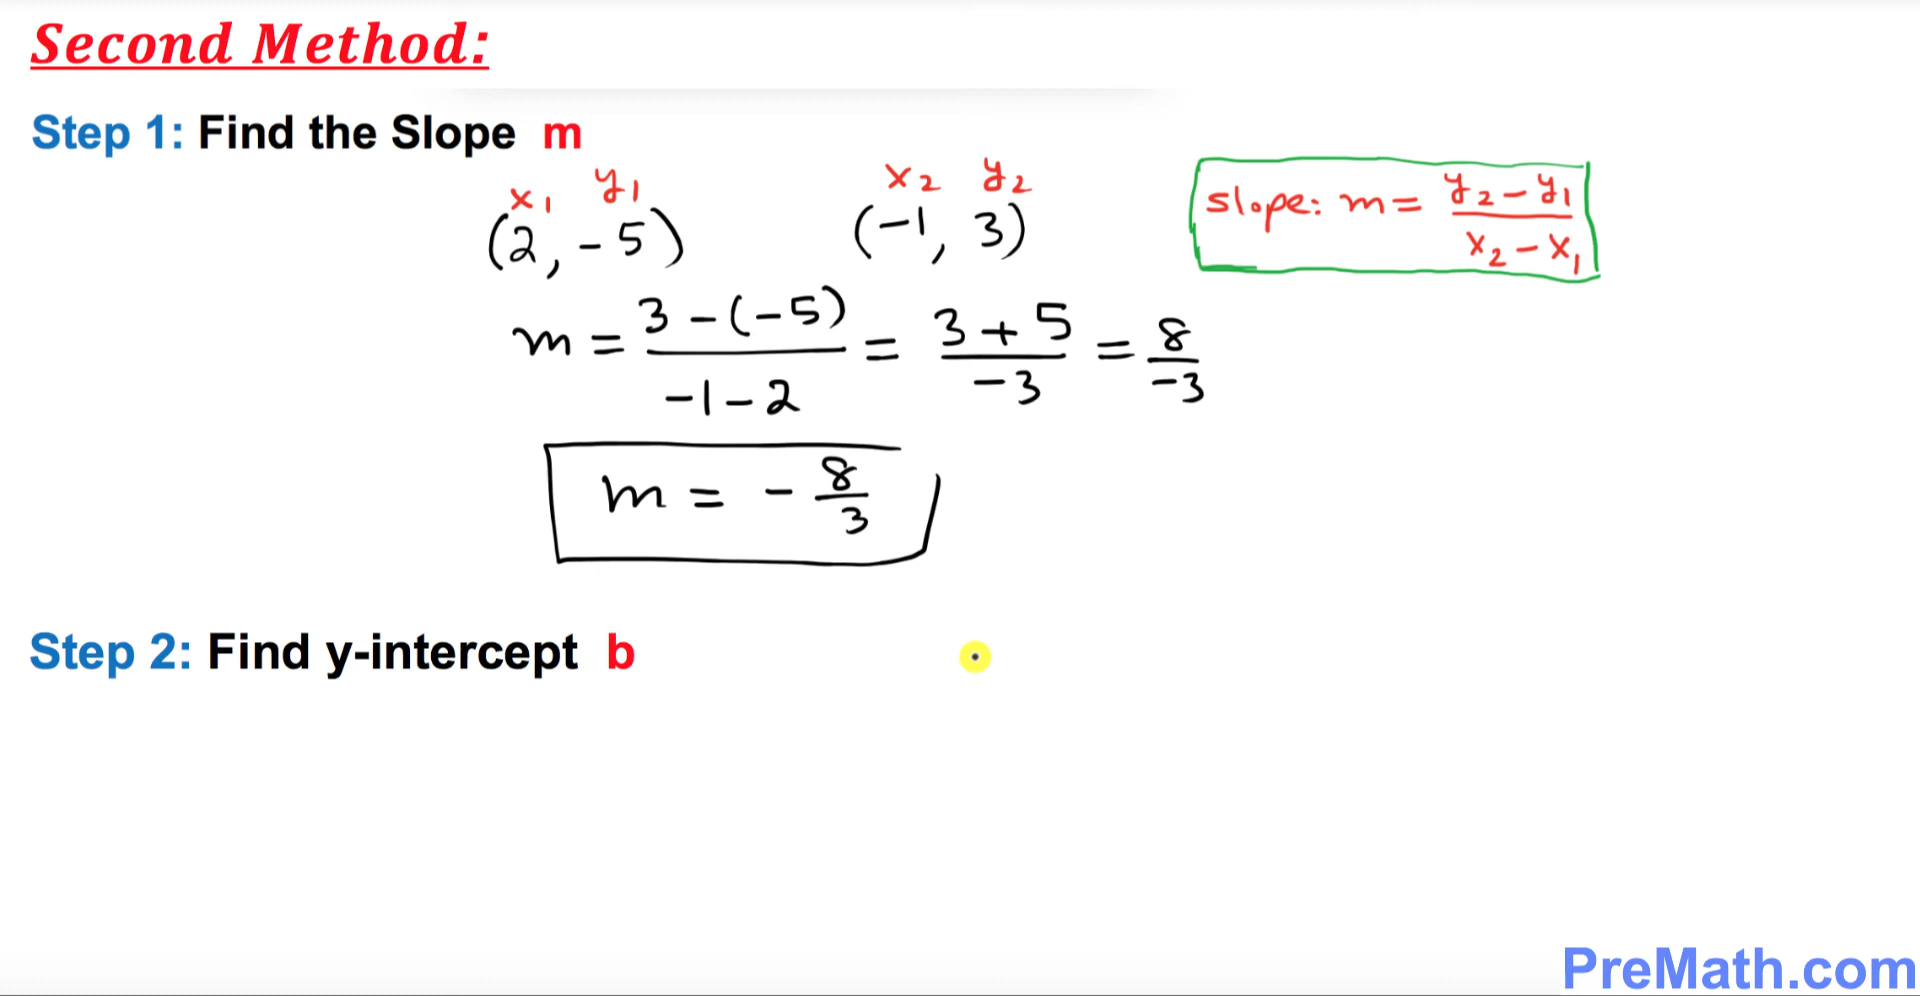 Second Method:
Step 1: Find the Slope m
x₁ y₁ x₂ y₂
(2, -5) (-1, 3)
slope: m = (y₂ - y₁)/(x₂ - x₁)
m = (3 - (-5))/(-1 - 2) = (3 + 5)/(-3) = 8/(-3)
m = - 8/3
Step 2: Find y-intercept b
PreMath.com